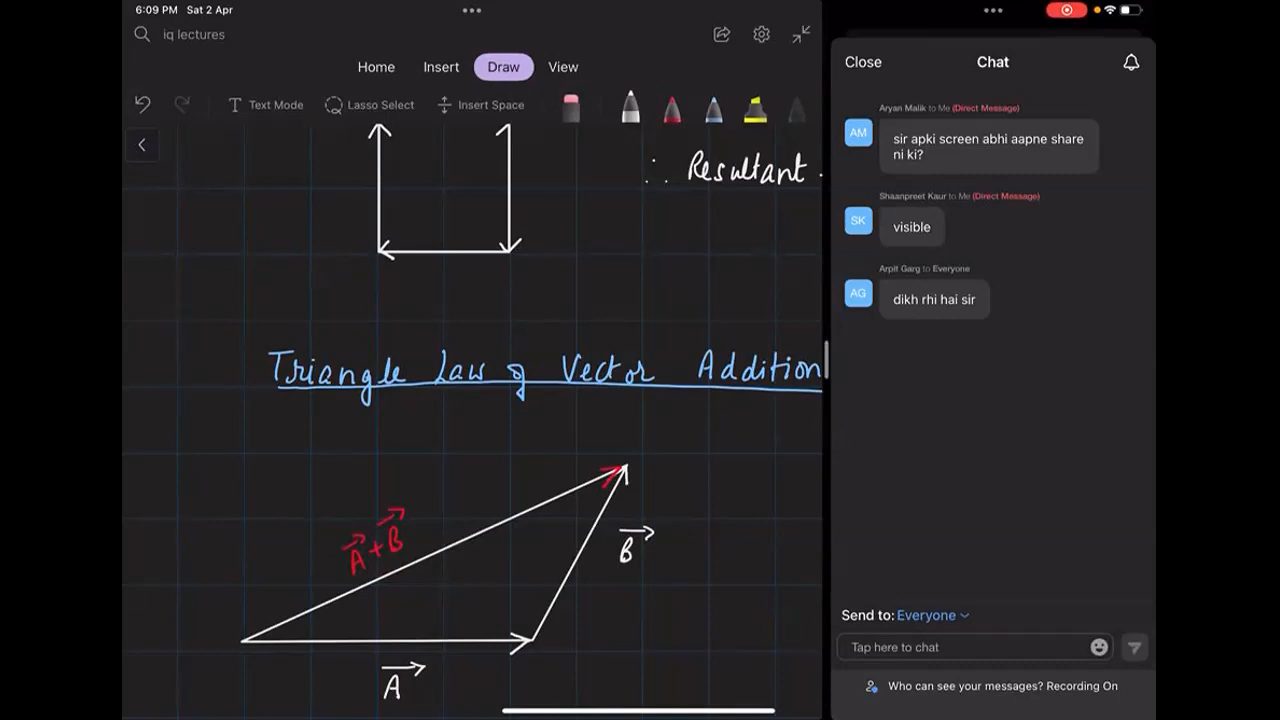 6:09 PM Sat 2 Apr
iq lectures
Home Insert Draw View
Text Mode Lasso Select Insert Space
∴ Resultant
Triangle Law of Vector Addition
A+B
B
A
Close Chat
Aryan Malik to Me (Direct Message)
AM
sir apki screen abhi aapne share
ni ki?
Shaanpreet Kaur to Me (Direct Message)
SK
visible
Arpit Garg to Everyone
AG
dikh rhi hai sir
Send to: Everyone
Tap here to chat
Who can see your messages? Recording On